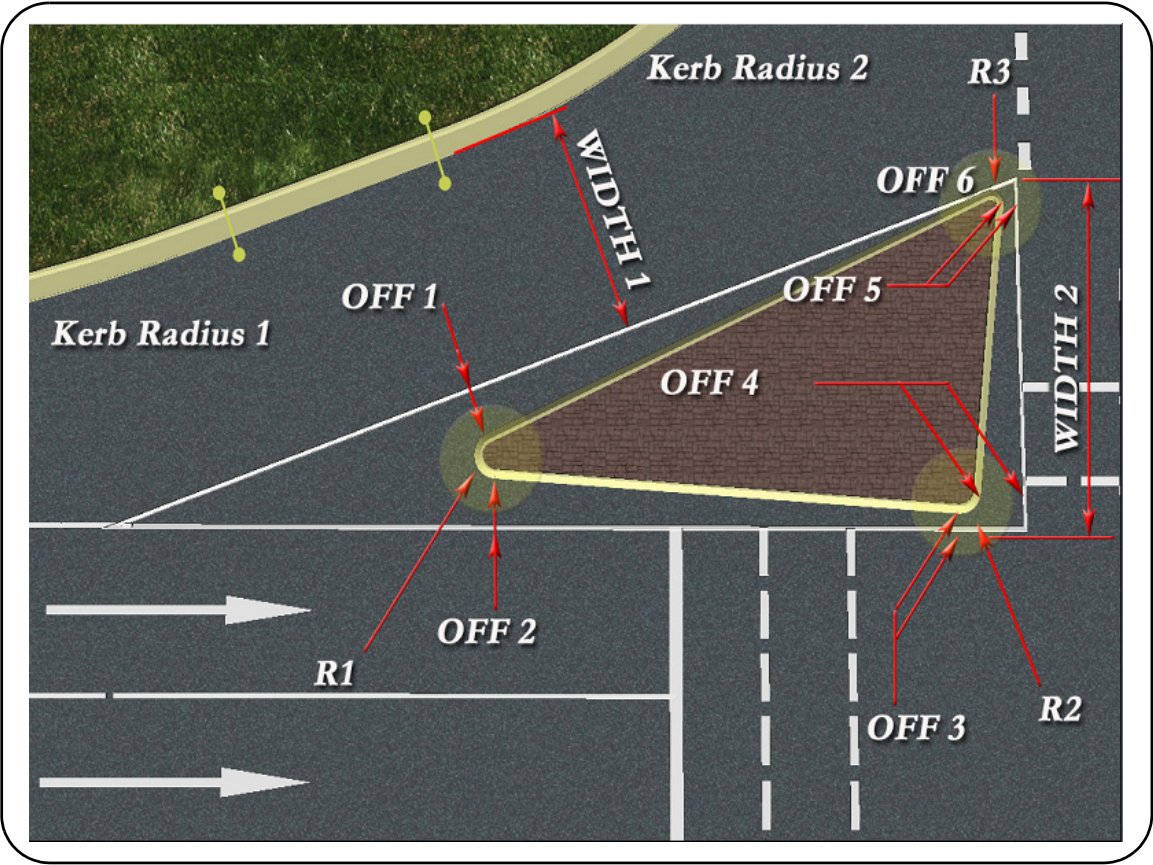 Kerb Radius 2
R3
WIDTH 1
OFF 6
OFF 1
OFF 5
Kerb Radius 1
WIDTH 2
OFF 4
OFF 2
R1
OFF 3
R2